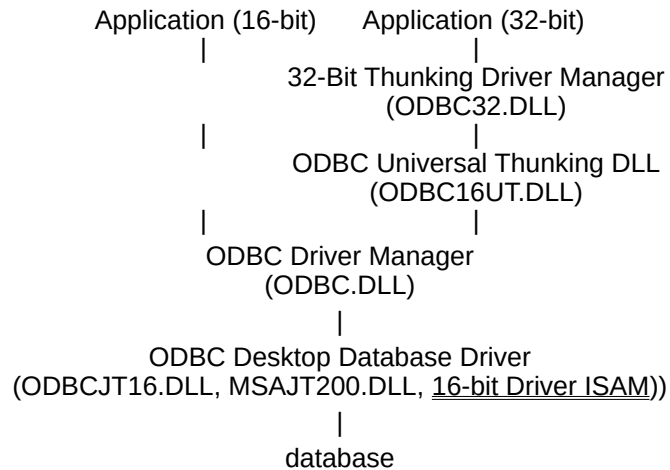 Application (16-bit) Application (32-bit)
| |
32-Bit Thunking Driver Manager
(ODBC32.DLL)
| |
ODBC Universal Thunking DLL
(ODBC16UT.DLL)
| |
ODBC Driver Manager
(ODBC.DLL)
|
ODBC Desktop Database Driver
(ODBCJT16.DLL, MSAJT200.DLL, 16-bit Driver ISAM))
|
database